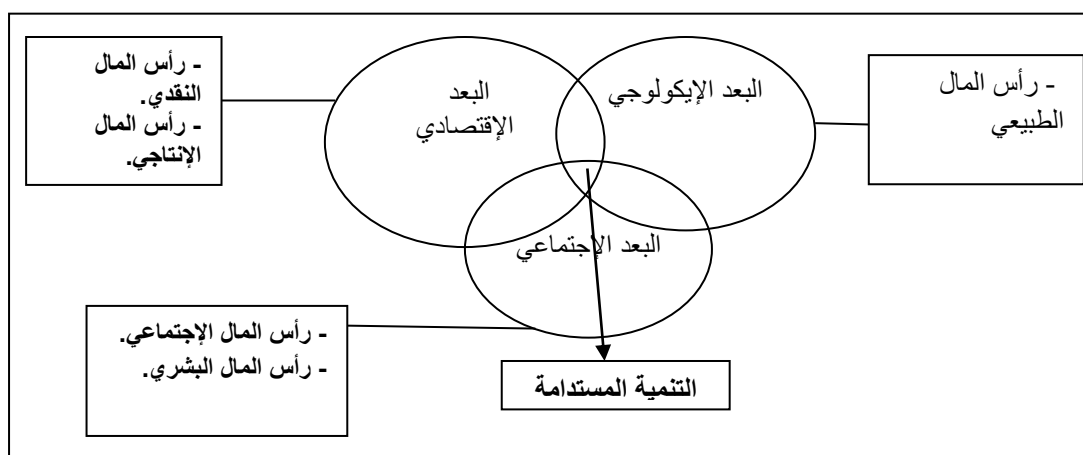 - رأس المال
الطبيعي
البعد الإيكولوجي
البعد
الإقتصادي
- رأس المال
النقدي.
- رأس المال
الإنتاجي.
البعد الإجتماعي
- رأس المال الإجتماعي.
- رأس المال البشري.
التنمية المستدامة